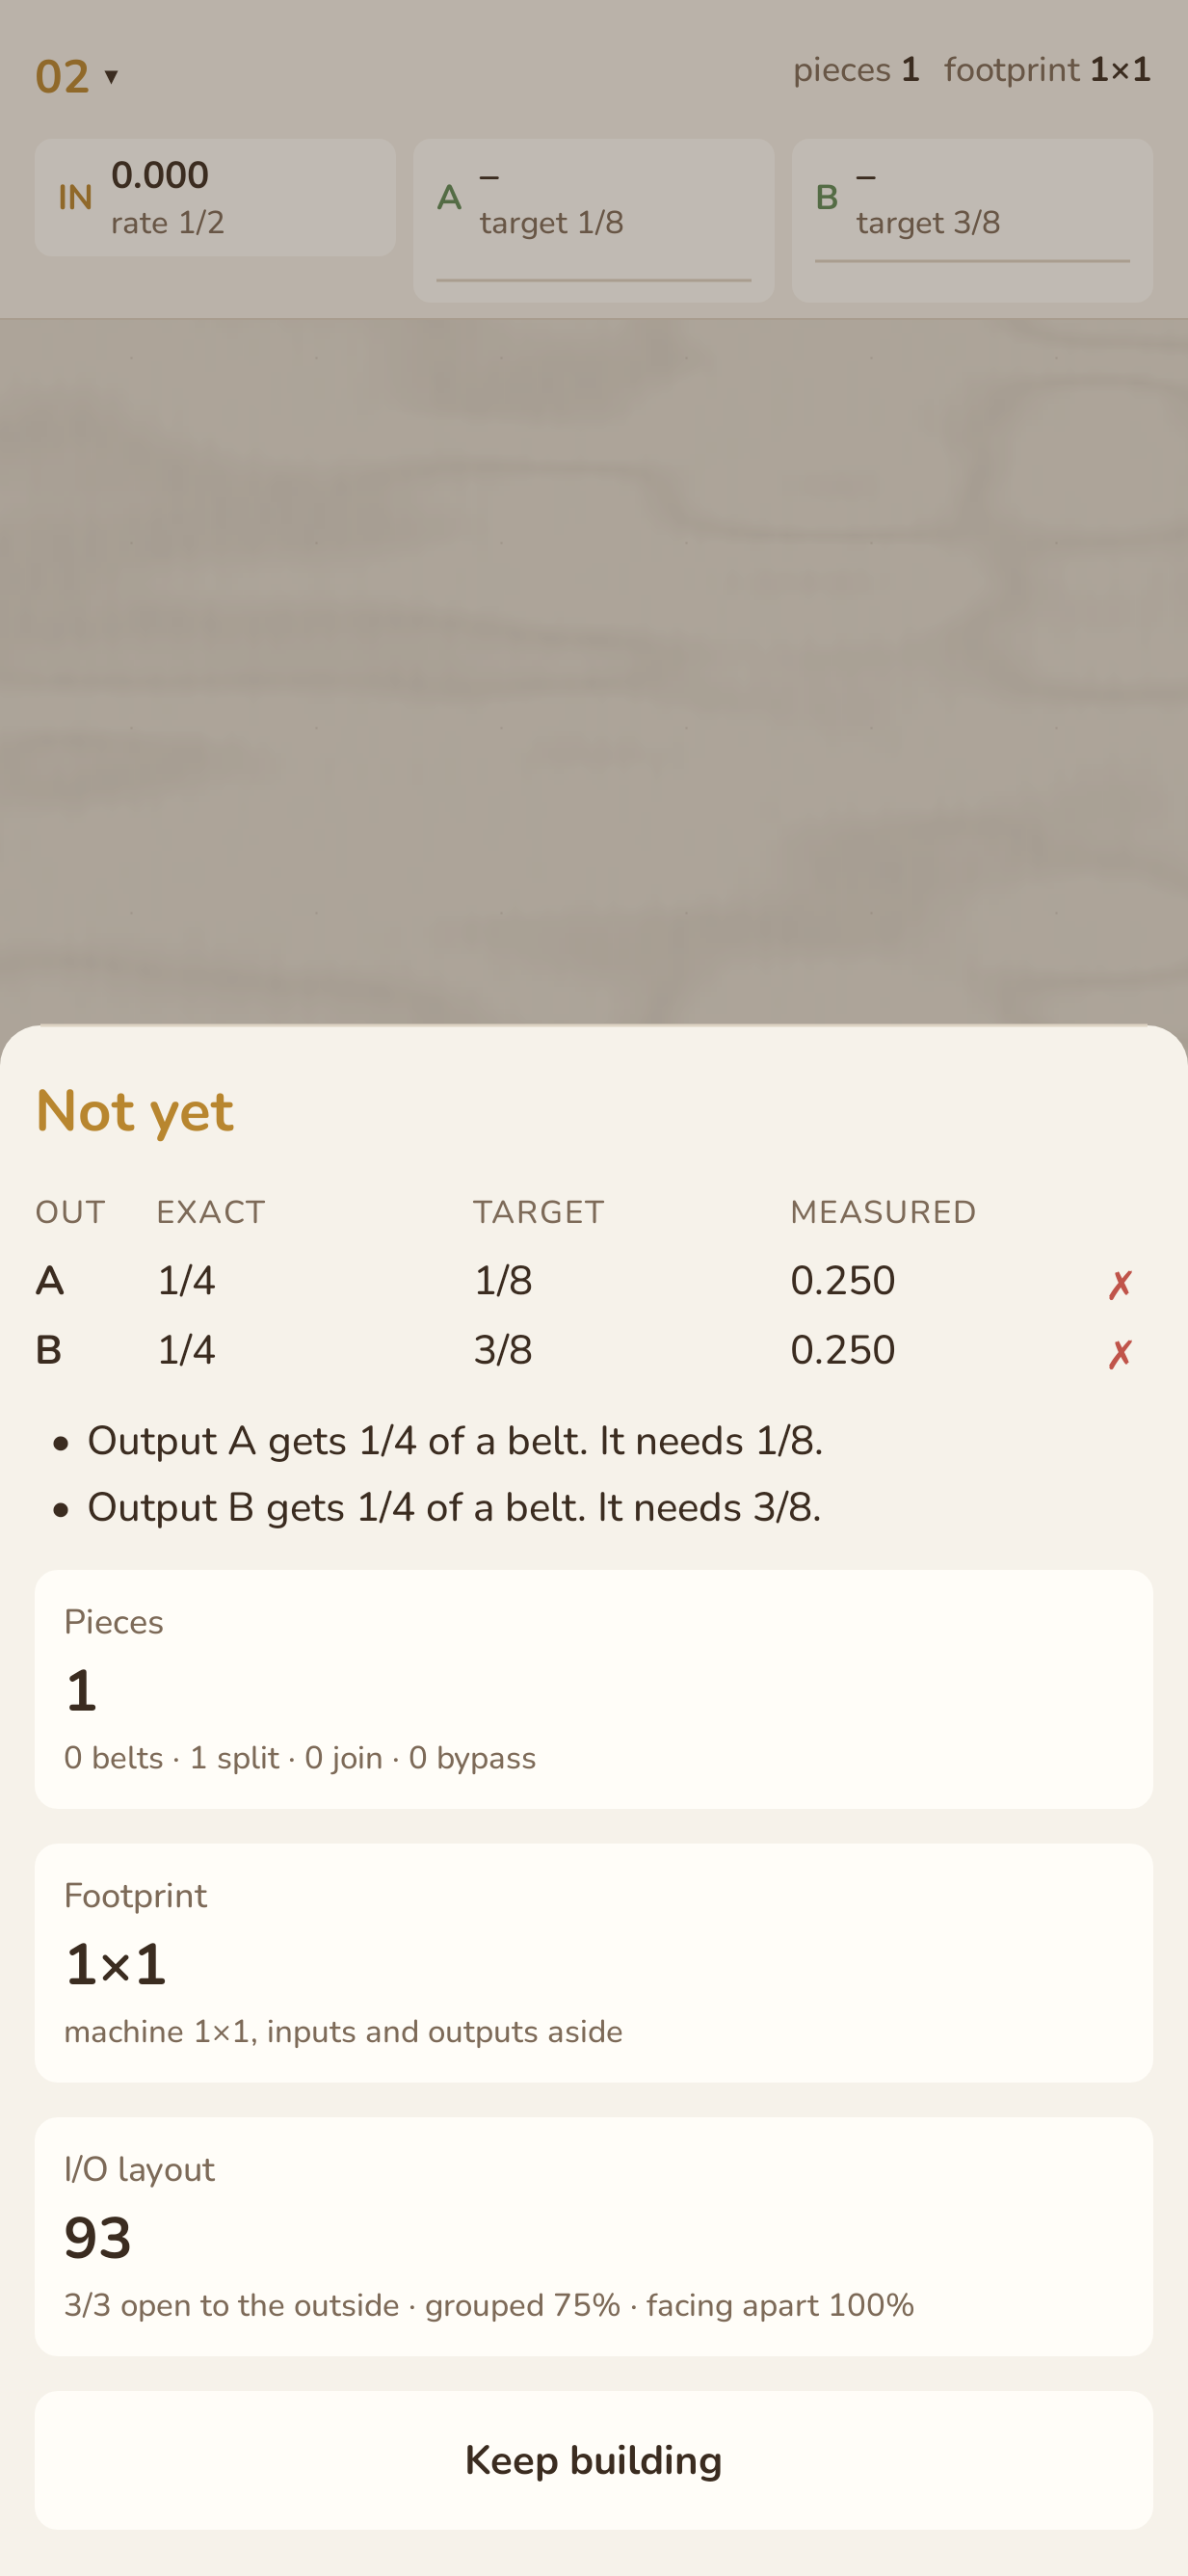 02 ▾
pieces 1 footprint 1×1
IN 0.000
rate 1/2
A –
target 1/8
B –
target 3/8
Not yet
OUT EXACT TARGET MEASURED
A 1/4 1/8 0.250 ✗
B 1/4 3/8 0.250 ✗
• Output A gets 1/4 of a belt. It needs 1/8.
• Output B gets 1/4 of a belt. It needs 3/8.
Pieces
1
0 belts · 1 split · 0 join · 0 bypass
Footprint
1×1
machine 1×1, inputs and outputs aside
I/O layout
93
3/3 open to the outside · grouped 75% · facing apart 100%
Keep building